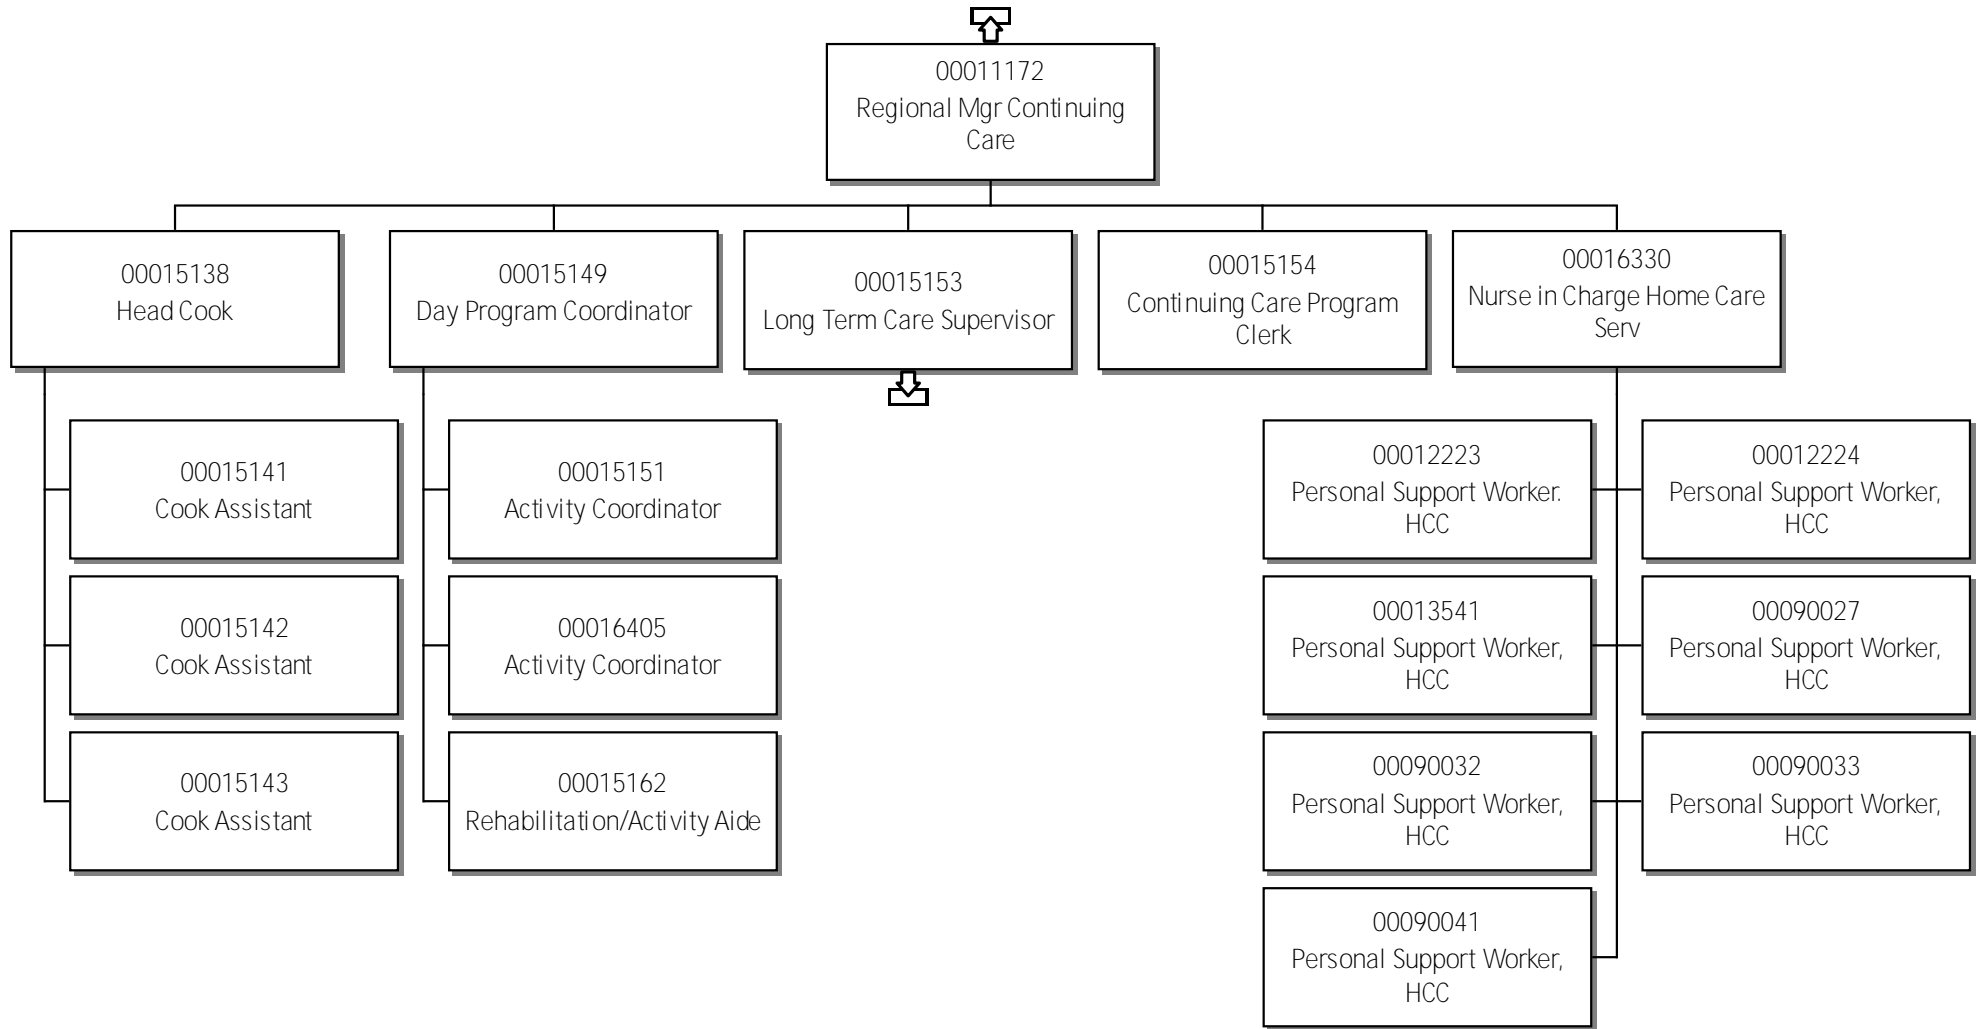 00011172
Regional Mgr Continuing
Care
00015138
Head Cook
00015149
Day Program Coordinator
00015153
Long Term Care Supervisor
00015154
Continuing Care Program
Clerk
00016330
Nurse in Charge Home Care
Serv
00015141
Cook Assistant
00015142
Cook Assistant
00015143
Cook Assistant
00015151
Activity Coordinator
00016405
Activity Coordinator
00015162
Rehabilitation/Activity Aide
00012223
Personal Support Worker.
HCC
00012224
Personal Support Worker,
HCC
00013541
Personal Support Worker,
HCC
00090027
Personal Support Worker,
HCC
00090032
Personal Support Worker,
HCC
00090033
Personal Support Worker,
HCC
00090041
Personal Support Worker,
HCC